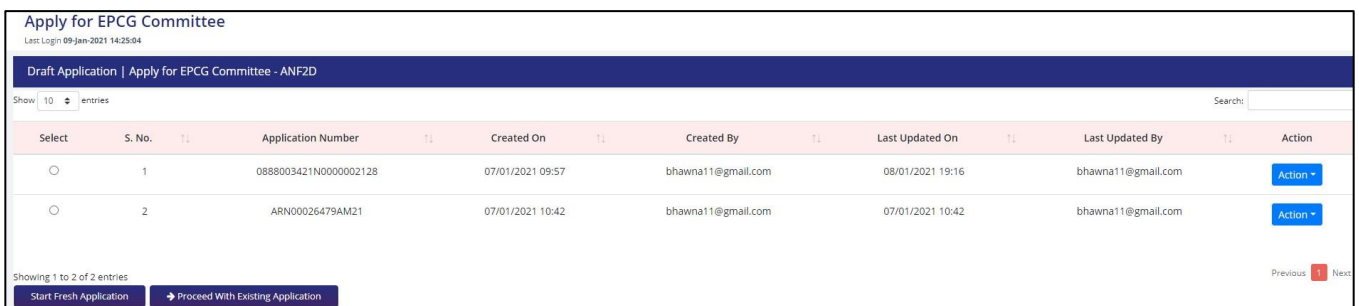 Apply for EPCG Committee
Last Login 09-Jan-2021 14:25:04
Draft Application | Apply for EPCG Committee - ANF2D
Show 10 entries Search:
Select S. No. Application Number Created On Created By Last Updated On Last Updated By Action
1 0888003421N0000002128 07/01/2021 09:57 bhawna11@gmail.com 08/01/2021 19:16 bhawna11@gmail.com Action
2 ARN00026479AM21 07/01/2021 10:42 bhawna11@gmail.com 07/01/2021 10:42 bhawna11@gmail.com Action
Showing 1 to 2 of 2 entries Previous 1 Next
Start Fresh Application → Proceed With Existing Application